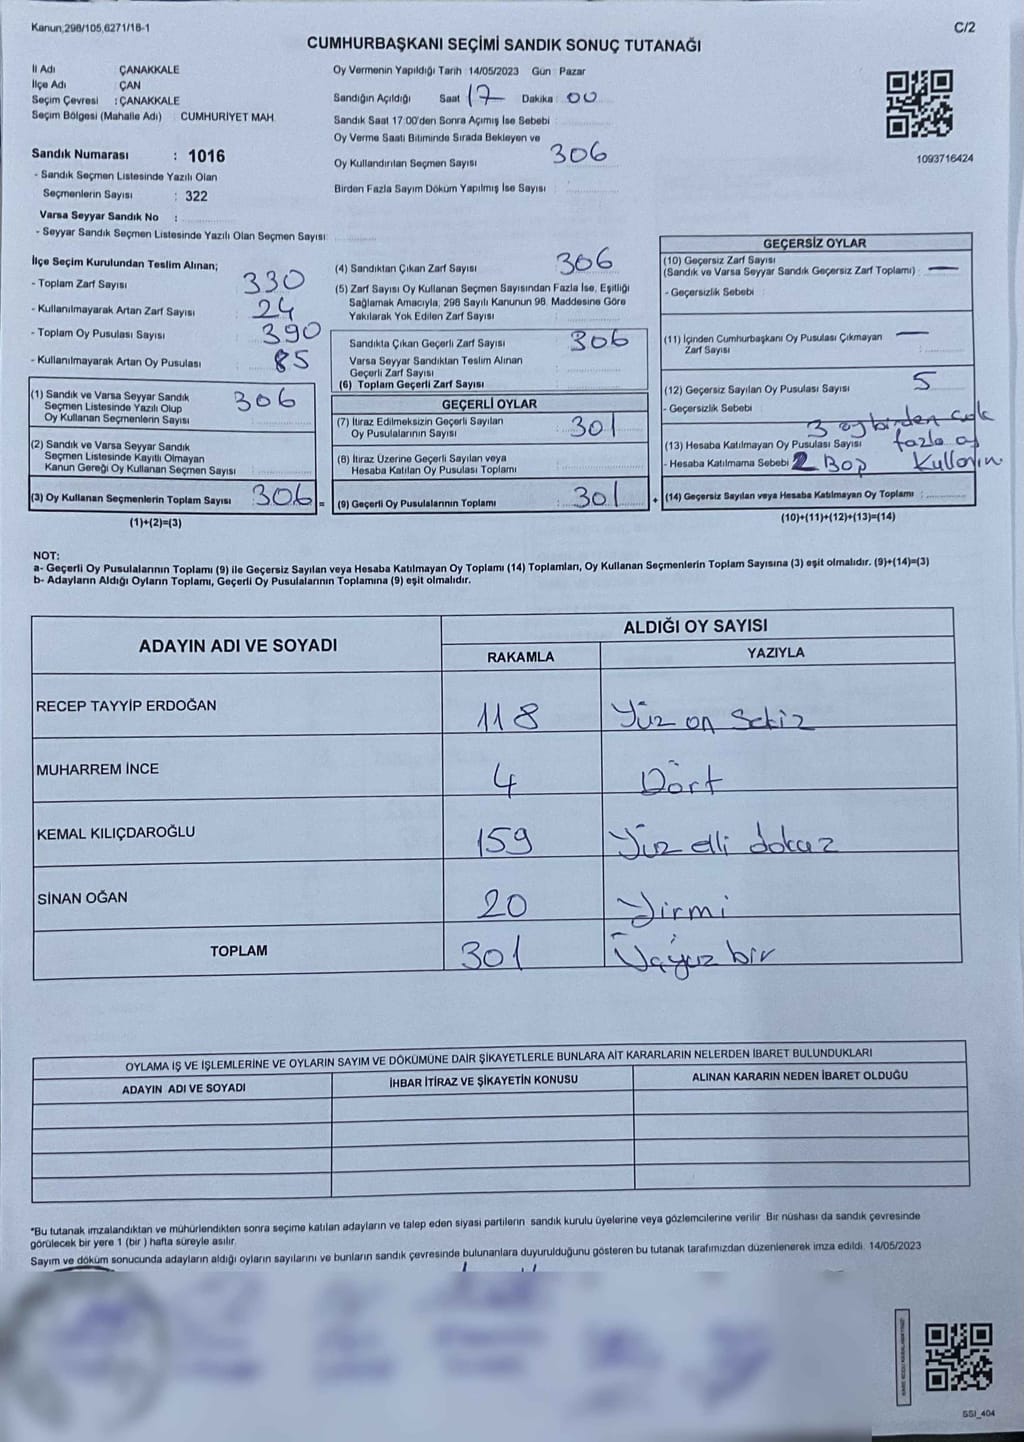 Kanun,298/105,6271/18-1
C/2
CUMHURBAŞKANI SEÇİMİ SANDIK SONUÇ TUTANAĞI
İl Adı ÇANAKKALE
İlçe Adı ÇAN
Seçim Çevresi : ÇANAKKALE
Seçim Bölgesi (Mahalle Adı) CUMHURİYET MAH.
Sandık Numarası : 1016
- Sandık Seçmen Listesinde Yazılı Olan
Seçmenlerin Sayısı : 322
Varsa Seyyar Sandık No :
- Seyyar Sandık Seçmen Listesinde Yazılı Olan Seçmen Sayısı
Oy Vermenin Yapıldığı Tarih : 14/05/2023 Gün : Pazar
Sandığın Açıldığı Saat 17 Dakika : 00
Sandık Saat 17:00'den Sonra Açımış İse Sebebi
Oy Verme Saati Bitiminde Sırada Bekleyen ve
Oy Kullandırılan Seçmen Sayısı 306
Birden Fazla Sayım Döküm Yapılmış İse Sayısı :
1093716424
İlçe Seçim Kurulundan Teslim Alınan;
- Toplam Zarf Sayısı 330
- Kullanılmayarak Artan Zarf Sayısı : 24
- Toplam Oy Pusulası Sayısı : 390
- Kullanılmayarak Artan Oy Pusulası : 85
(1) Sandık ve Varsa Seyyar Sandık
Seçmen Listesinde Yazılı Olup
Oy Kullanan Seçmenlerin Sayısı 306
(2) Sandık ve Varsa Seyyar Sandık
Seçmen Listesinde Kayıtlı Olmayan
Kanun Gereği Oy Kullanan Seçmen Sayısı
(3) Oy Kullanan Seçmenlerin Toplam Sayısı 306 =
(1)+(2)=(3)
(4) Sandıktan Çıkan Zarf Sayısı 306
(5) Zarf Sayısı Oy Kullanan Seçmen Sayısından Fazla İse, Eşitliği
Sağlamak Amacıyla, 298 Sayılı Kanunun 98. Maddesine Göre
Yakılarak Yok Edilen Zarf Sayısı
Sandıkta Çıkan Geçerli Zarf Sayısı 306
Varsa Seyyar Sandıktan Teslim Alınan
Geçerli Zarf Sayısı
(6) Toplam Geçerli Zarf Sayısı
GEÇERLİ OYLAR
(7) İtiraz Edilmeksizin Geçerli Sayılan
Oy Pusulalarının Sayısı 301
(8) İtiraz Üzerine Geçerli Sayılan veya
Hesaba Katılan Oy Pusulası Toplamı
(9) Geçerli Oy Pusulalarının Toplamı 301 +
GEÇERSİZ OYLAR
(10) Geçersiz Zarf Sayısı
(Sandık ve Varsa Seyyar Sandık Geçersiz Zarf Toplamı) : —
- Geçersizlik Sebebi :
(11) İçinden Cumhurbaşkanı Oy Pusulası Çıkmayan —
Zarf Sayısı
(12) Geçersiz Sayılan Oy Pusulası Sayısı 5
- Geçersizlik Sebebi 3 oy birden çok
(13) Hesaba Katılmayan Oy Pusulası Sayısı fazla oy
- Hesaba Katılmama Sebebi 2 Boş
(14) Geçersiz Sayılan veya Hesaba Katılmayan Oy Toplamı :
(10)+(11)+(12)+(13)=(14)
NOT:
a- Geçerli Oy Pusulalarının Toplamı (9) ile Geçersiz Sayılan veya Hesaba Katılmayan Oy Toplamı (14) Toplamları, Oy Kullanan Seçmenlerin Toplam Sayısına (3) eşit olmalıdır. (9)+(14)=(3)
b- Adayların Aldığı Oyların Toplamı, Geçerli Oy Pusulalarının Toplamına (9) eşit olmalıdır.
ADAYIN ADI VE SOYADI ALDIĞI OY SAYISI
RAKAMLA YAZIYLA
RECEP TAYYİP ERDOĞAN 118 Yüz on sekiz
MUHARREM İNCE 4 Dört
KEMAL KILIÇDAROĞLU 159 Yüz elli dokuz
SİNAN OĞAN 20 Yirmi
TOPLAM 301 Üçyüz bir
OYLAMA İŞ VE İŞLEMLERİNE VE OYLARIN SAYIM VE DÖKÜMÜNE DAİR ŞİKAYETLERLE BUNLARA AİT KARARLARIN NELERDEN İBARET BULUNDUKLARI
ADAYIN ADI VE SOYADI İHBAR İTİRAZ VE ŞİKAYETİN KONUSU ALINAN KARARIN NEDEN İBARET OLDUĞU
*Bu tutanak imzalandıktan ve mühürlendikten sonra seçime katılan adayların ve talep eden siyasi partilerin sandık kurulu üyelerine veya gözlemcilerine verilir Bir nüshası da sandık çevresinde
görülecek bir yere 1 (bir ) hafta süreyle asılır.
Sayım ve döküm sonucunda adayların aldığı oyların sayılarını ve bunların sandık çevresinde bulunanlara duyurulduğunu gösteren bu tutanak tarafımızdan düzenlenerek imza edildi. 14/05/2023
SSI_404